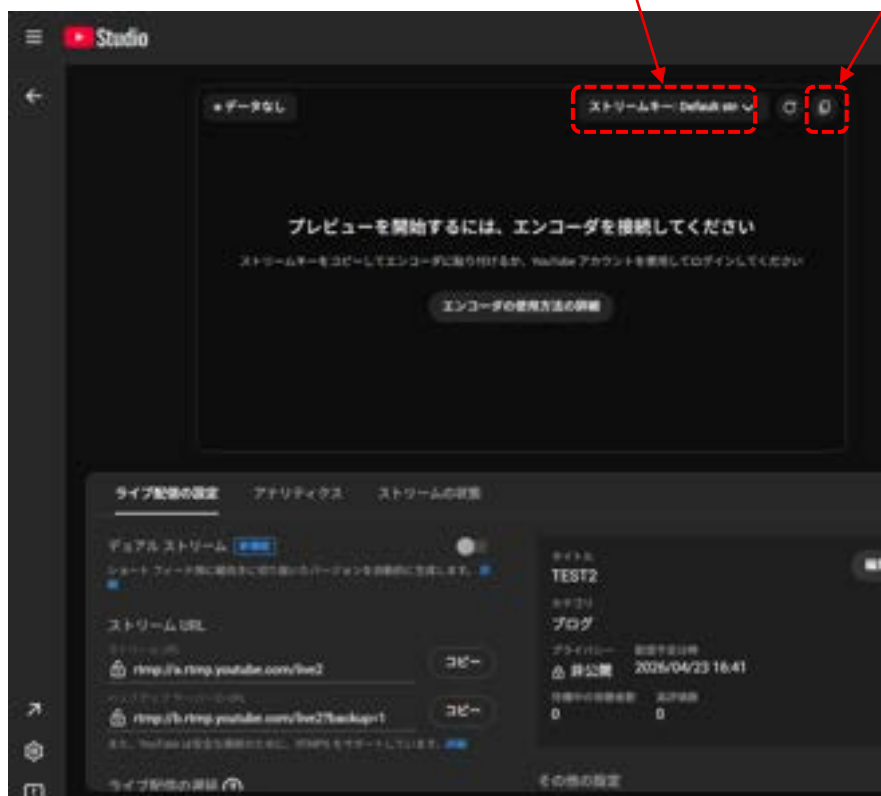 Studio
データなし
ストリームキー: Default str
プレビューを開始するには、エンコーダを接続してください
ストリームキーをコピーしてエンコーダに貼り付けるか、YouTube アカウントを使用してログインしてください
エンコーダの使用方法の詳細
ライブ配信の設定
アナリティクス
ストリームの状態
デュアル ストリーム
ストリーム URL
rtmp://a.rtmp.youtube.com/live2
コピー
rtmp://b.rtmp.youtube.com/live2?backup=1
コピー
ライブ配信の遅延
タイトル
TEST2
カテゴリ
ブログ
プライバシー
非公開
2026/04/23 16:41
0
0
その他の設定